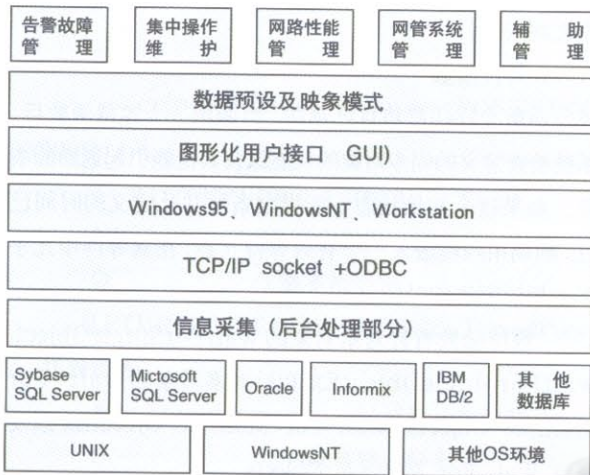 告警故障 集中操作 网路性能 网管系统 辅 助
管 理 维 护 管 理 管 理 管 理
数据预设及映象模式
图形化用户接口 (GUI)
Windows95、WindowsNT、Workstation
TCP/IP socket +ODBC
信息采集 (后台处理部分)
Sybase Mictosoft Oracle Informix IBM 其 他
SQL Server SQL Server DB/2 数据库
UNIX WindowsNT 其他OS环境